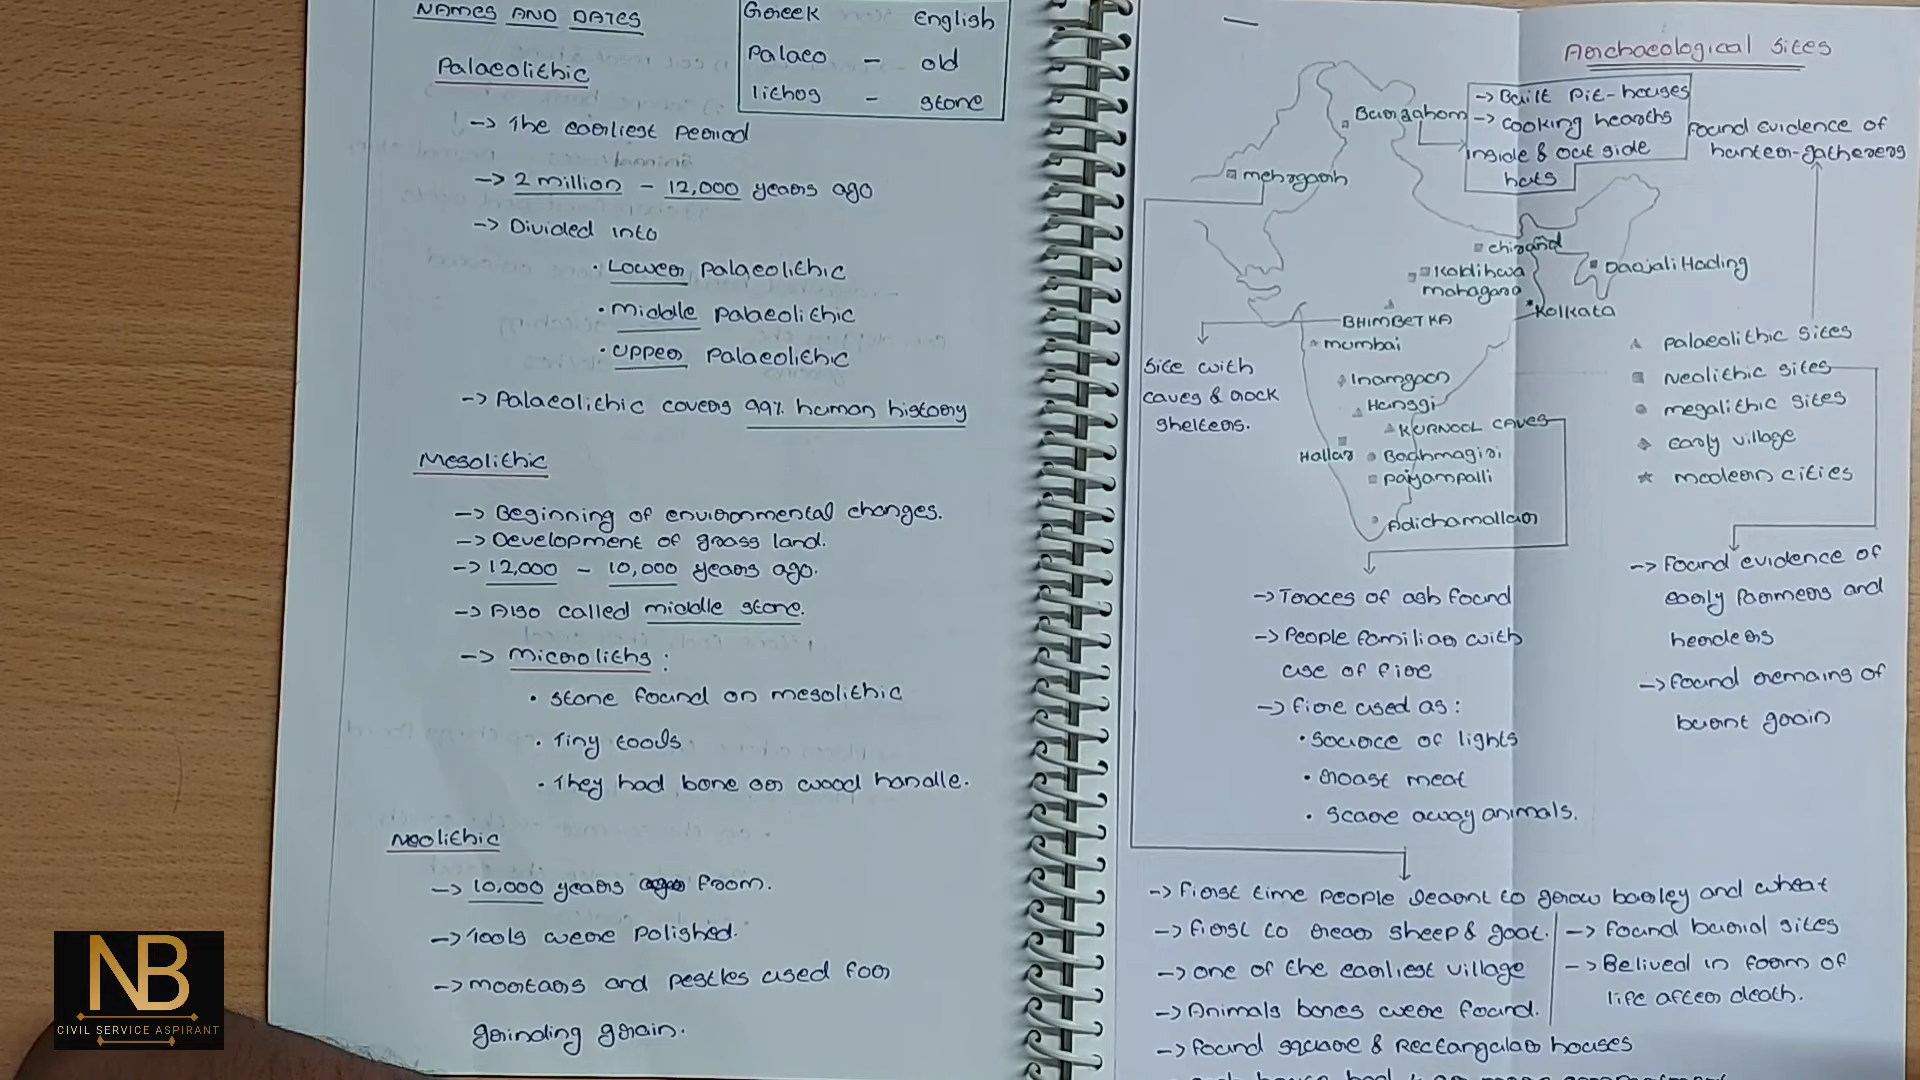 NAMES AND DATES
Greek English
Palaeo - old
lithos - stone
Palaeolithic
-> The earliest period
-> 2 million - 12,000 years ago
-> Divided into
• Lower palaeolithic
• Middle palaeolithic
• Upper palaeolithic
-> Palaeolithic covers 99% human history
Mesolithic
-> Beginning of environmental changes.
-> Development of grass land.
-> 12,000 - 10,000 years ago.
-> Also called middle stone.
-> Microliths :
• stone found on mesolithic
• Tiny tools
• They had bone or wood handle.
Neolithic
-> 10,000 years ago from.
-> Tools were polished.
-> mortars and pestles used for
grinding grain.
Archaeological sites
Burzahom
-> Built pit-houses
-> cooking hearths
inside & out side
huts
Found evidence of
hunter-gatherers
mehrgarh
chirand
Koldihwa
mahagara
Daojali Hading
Kolkata
BHIMBETKA
mumbai
Site with
caves & rock
shelters.
Inamgaon
Hunsgi
KURNOOL CAVES
Hallur
Badhmagiri
paiyampalli
Adichamallur
palaeolithic sites
Neolithic sites
megalithic sites
early village
modern cities
-> Traces of ash found
-> People familiar with
use of fire
-> fire used as :
• source of lights
• Roast meat
• scare away animals.
-> Found evidence of
early farmers and
herders
-> found remains of
burnt grain
-> First time people learnt to grow barley and wheat
-> first to rear sheep & goat.
-> one of the earliest village
-> Animals bones were found.
-> Found burial sites
-> Belived in form of
life after death.
-> Found square & Rectangular houses
NB
CIVIL SERVICE ASPIRANT